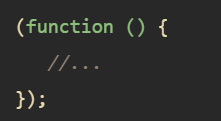 (function () {
//...
});